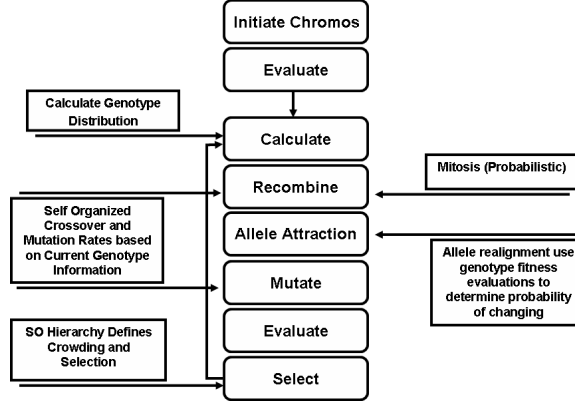 Initiate Chromos
Evaluate
Calculate Genotype
Distribution
Calculate
Mitosis (Probabilistic)
Recombine
Self Organized
Crossover and
Mutation Rates based
on Current Genotype
Information
Allele Attraction
Allele realignment use
genotype fitness
evaluations to
determine probability
of changing
Mutate
Evaluate
SO Hierarchy Defines
Crowding and
Selection
Select